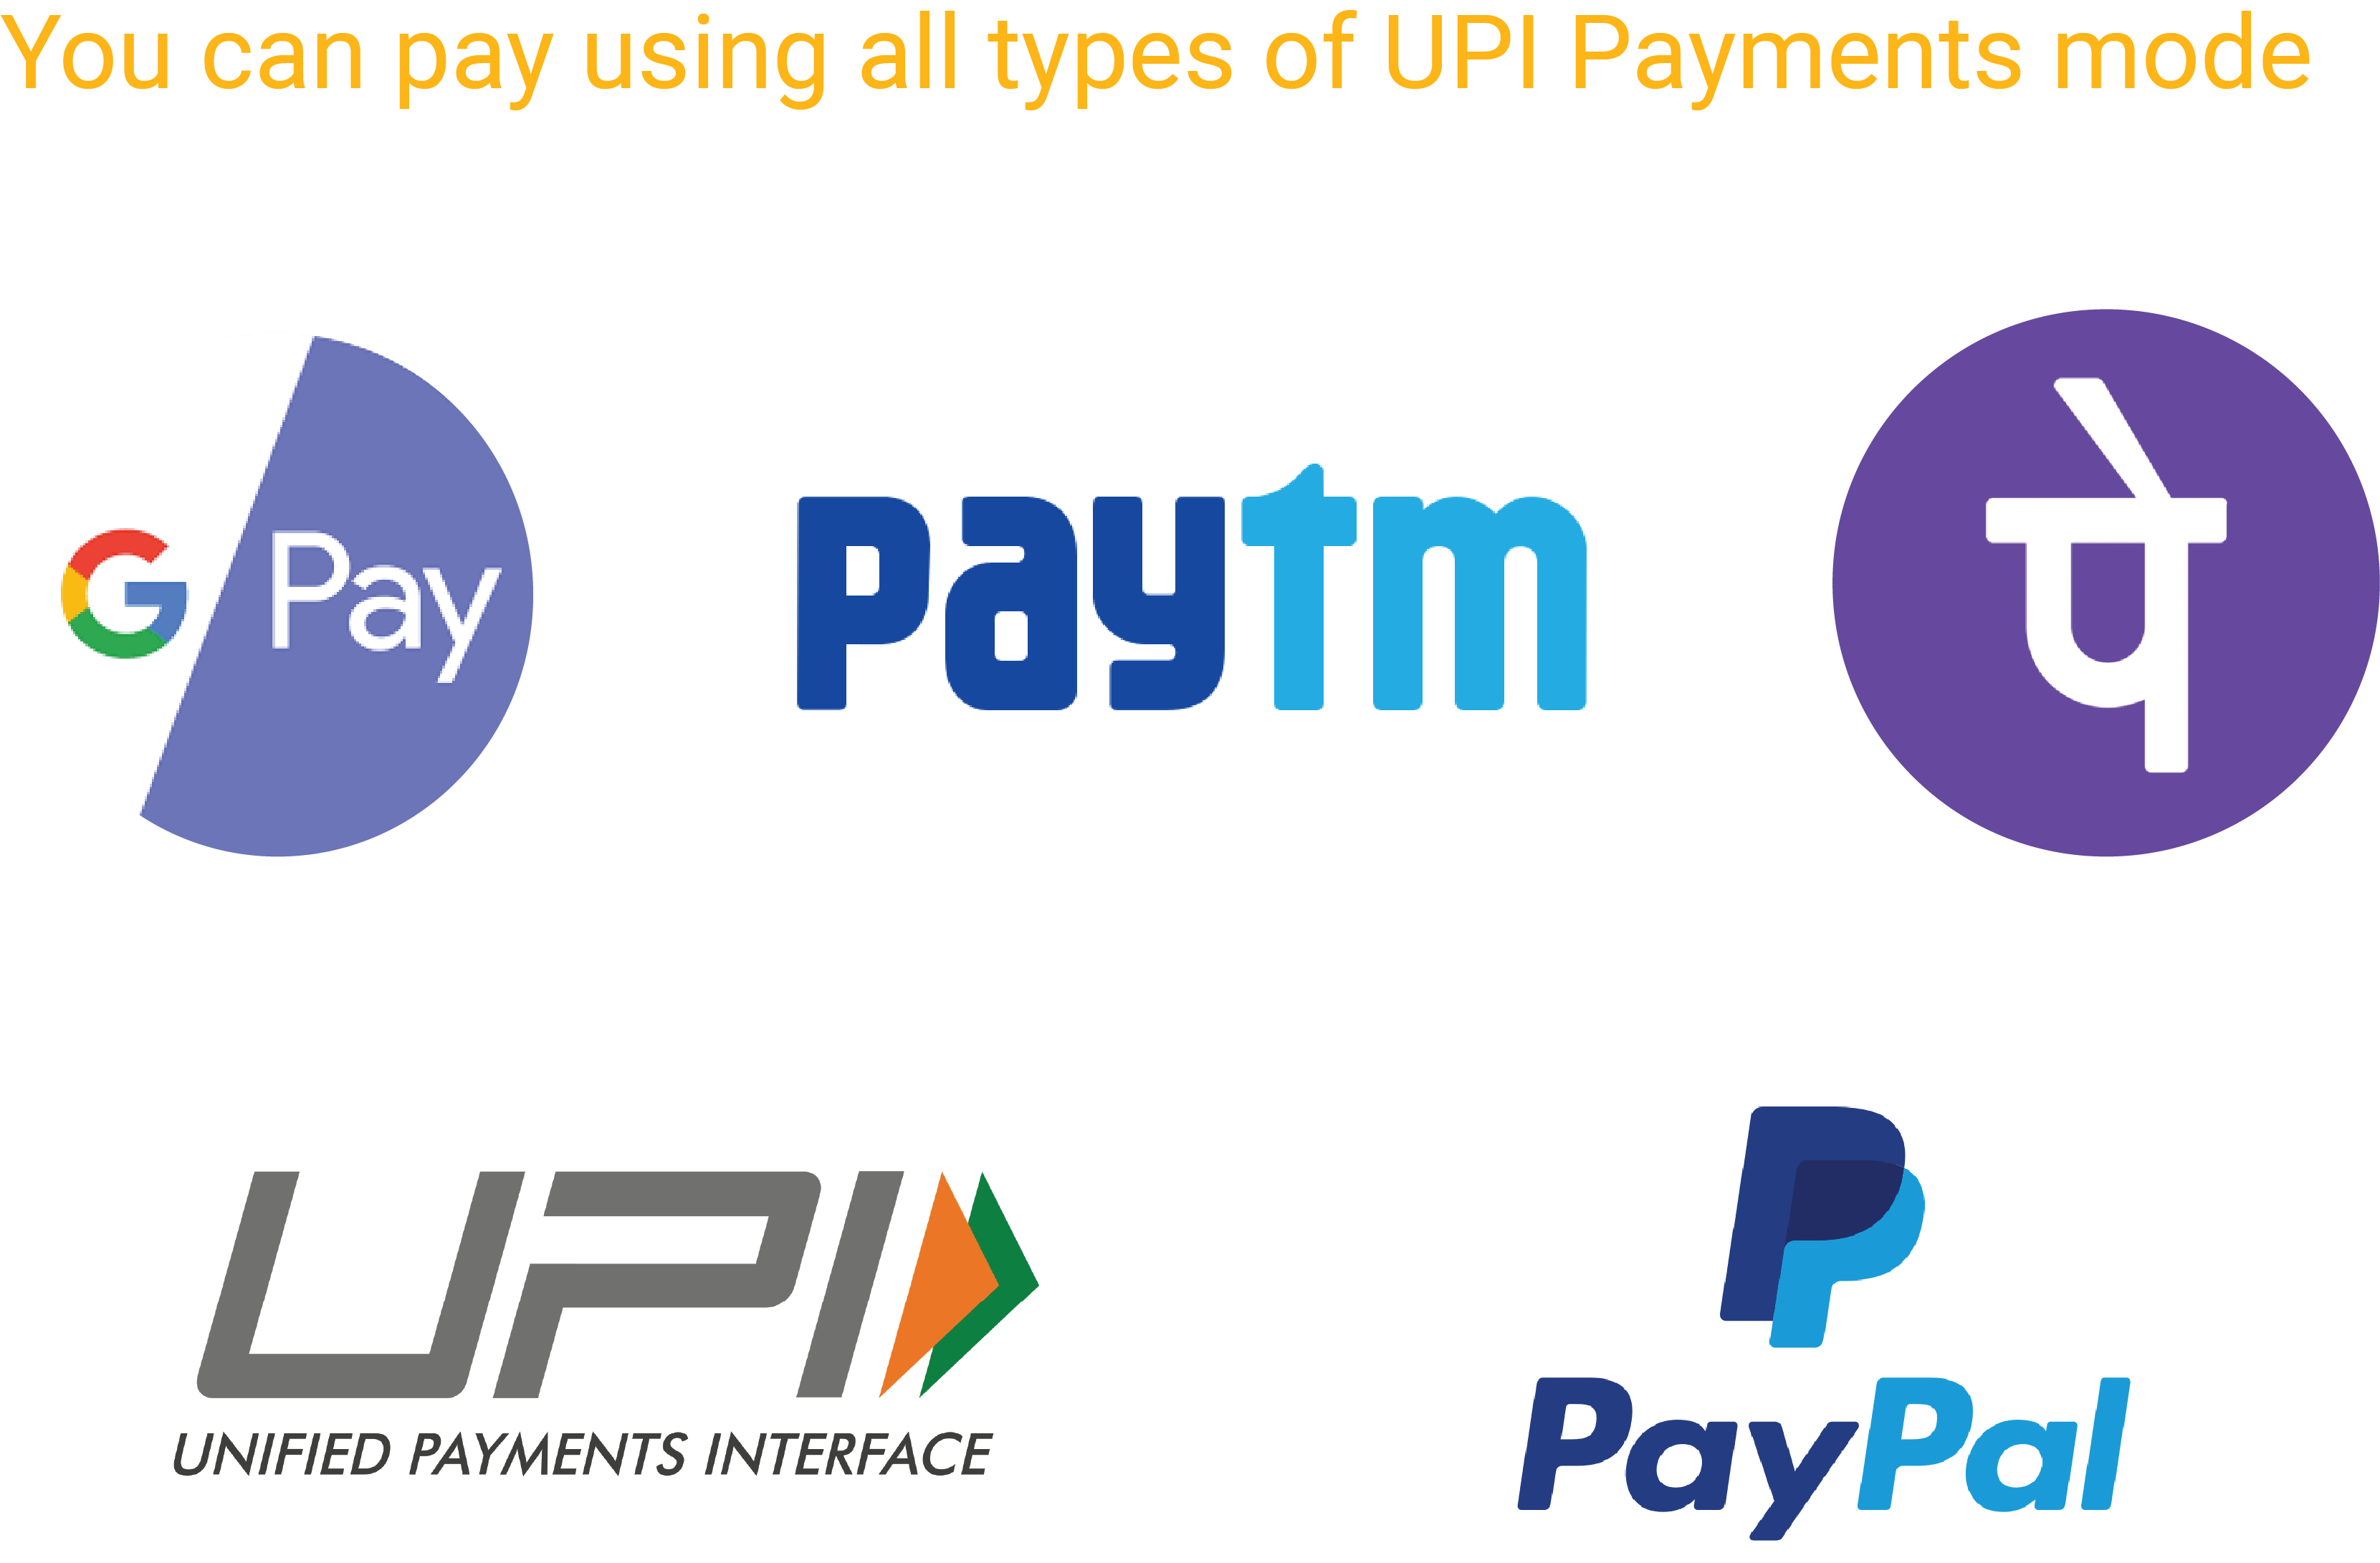 You can pay using all types of UPI Payments mode
G Pay
Paytm
पे
UPI
UNIFIED PAYMENTS INTERFACE
P
PayPal